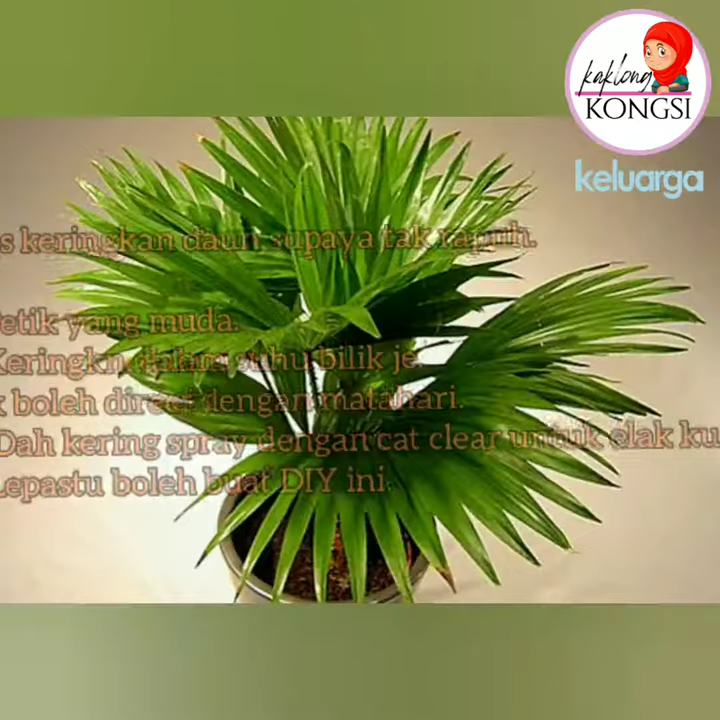 kaklong
KONGSI
keluarga
s keringkan daun supaya tak rapuh.
etik yang muda.
Keringkn dalam suhu bilik je.
k boleh direct dengan matahari.
Dah kering spray dengan cat clear untuk elak ku
Lepastu boleh buat DIY ini.